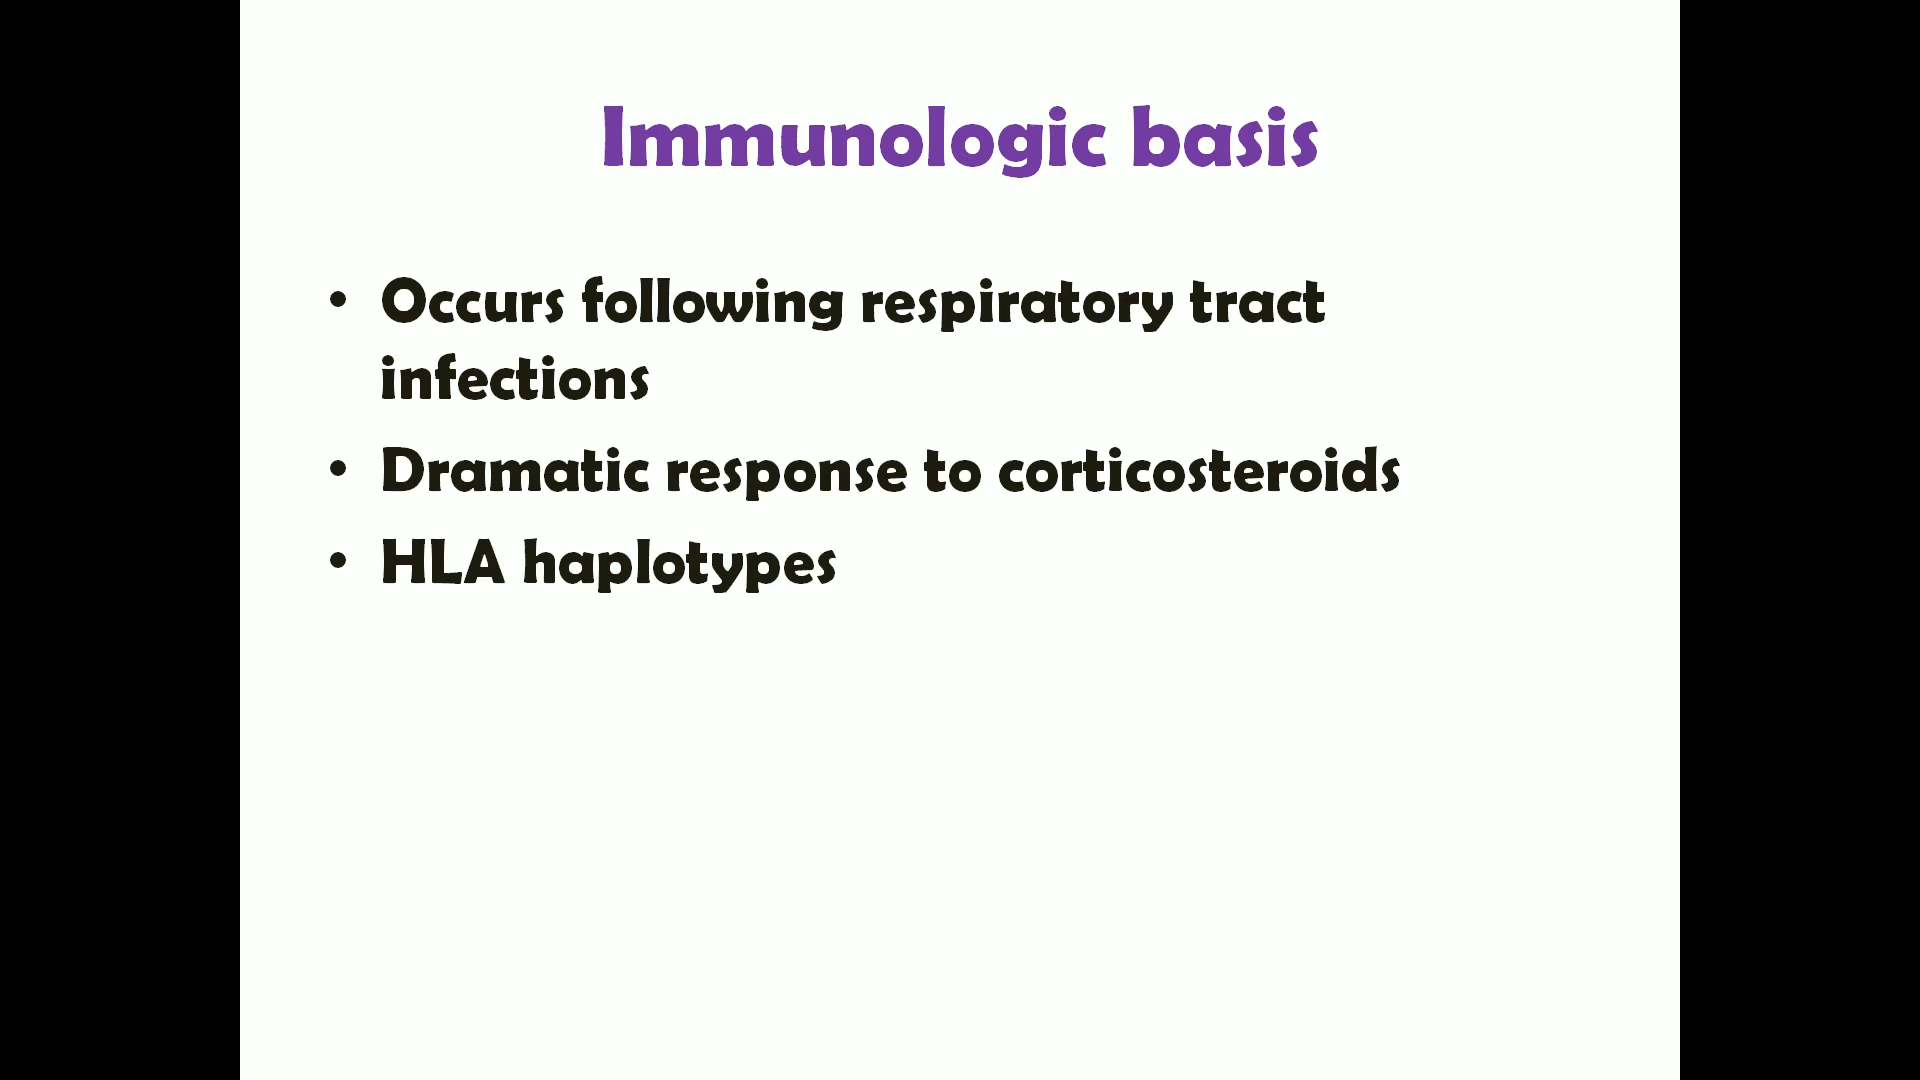 Immunologic basis
• Occurs following respiratory tract
infections
• Dramatic response to corticosteroids
• HLA haplotypes